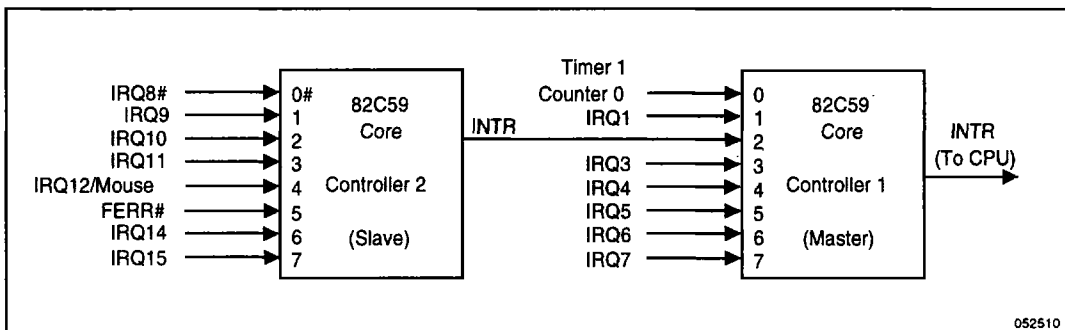 IRQ8#
IRQ9
IRQ10
IRQ11
IRQ12/Mouse
FERR#
IRQ14
IRQ15
0#
1
2
3
4
5
6
7
82C59
Core
Controller 2
(Slave)
INTR
Timer 1
Counter 0
IRQ1
IRQ3
IRQ4
IRQ5
IRQ6
IRQ7
0
1
2
3
4
5
6
7
82C59
Core
Controller 1
(Master)
INTR
(To CPU)
052510